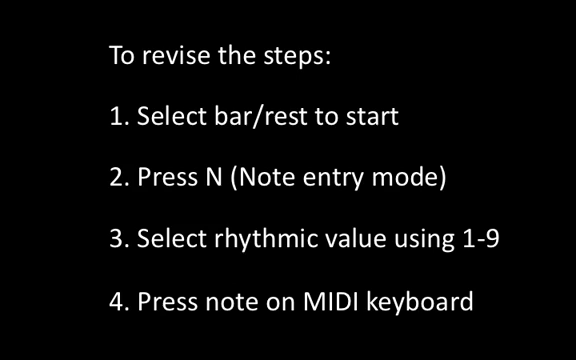 To revise the steps:
1. Select bar/rest to start
2. Press N (Note entry mode)
3. Select rhythmic value using 1-9
4. Press note on MIDI keyboard